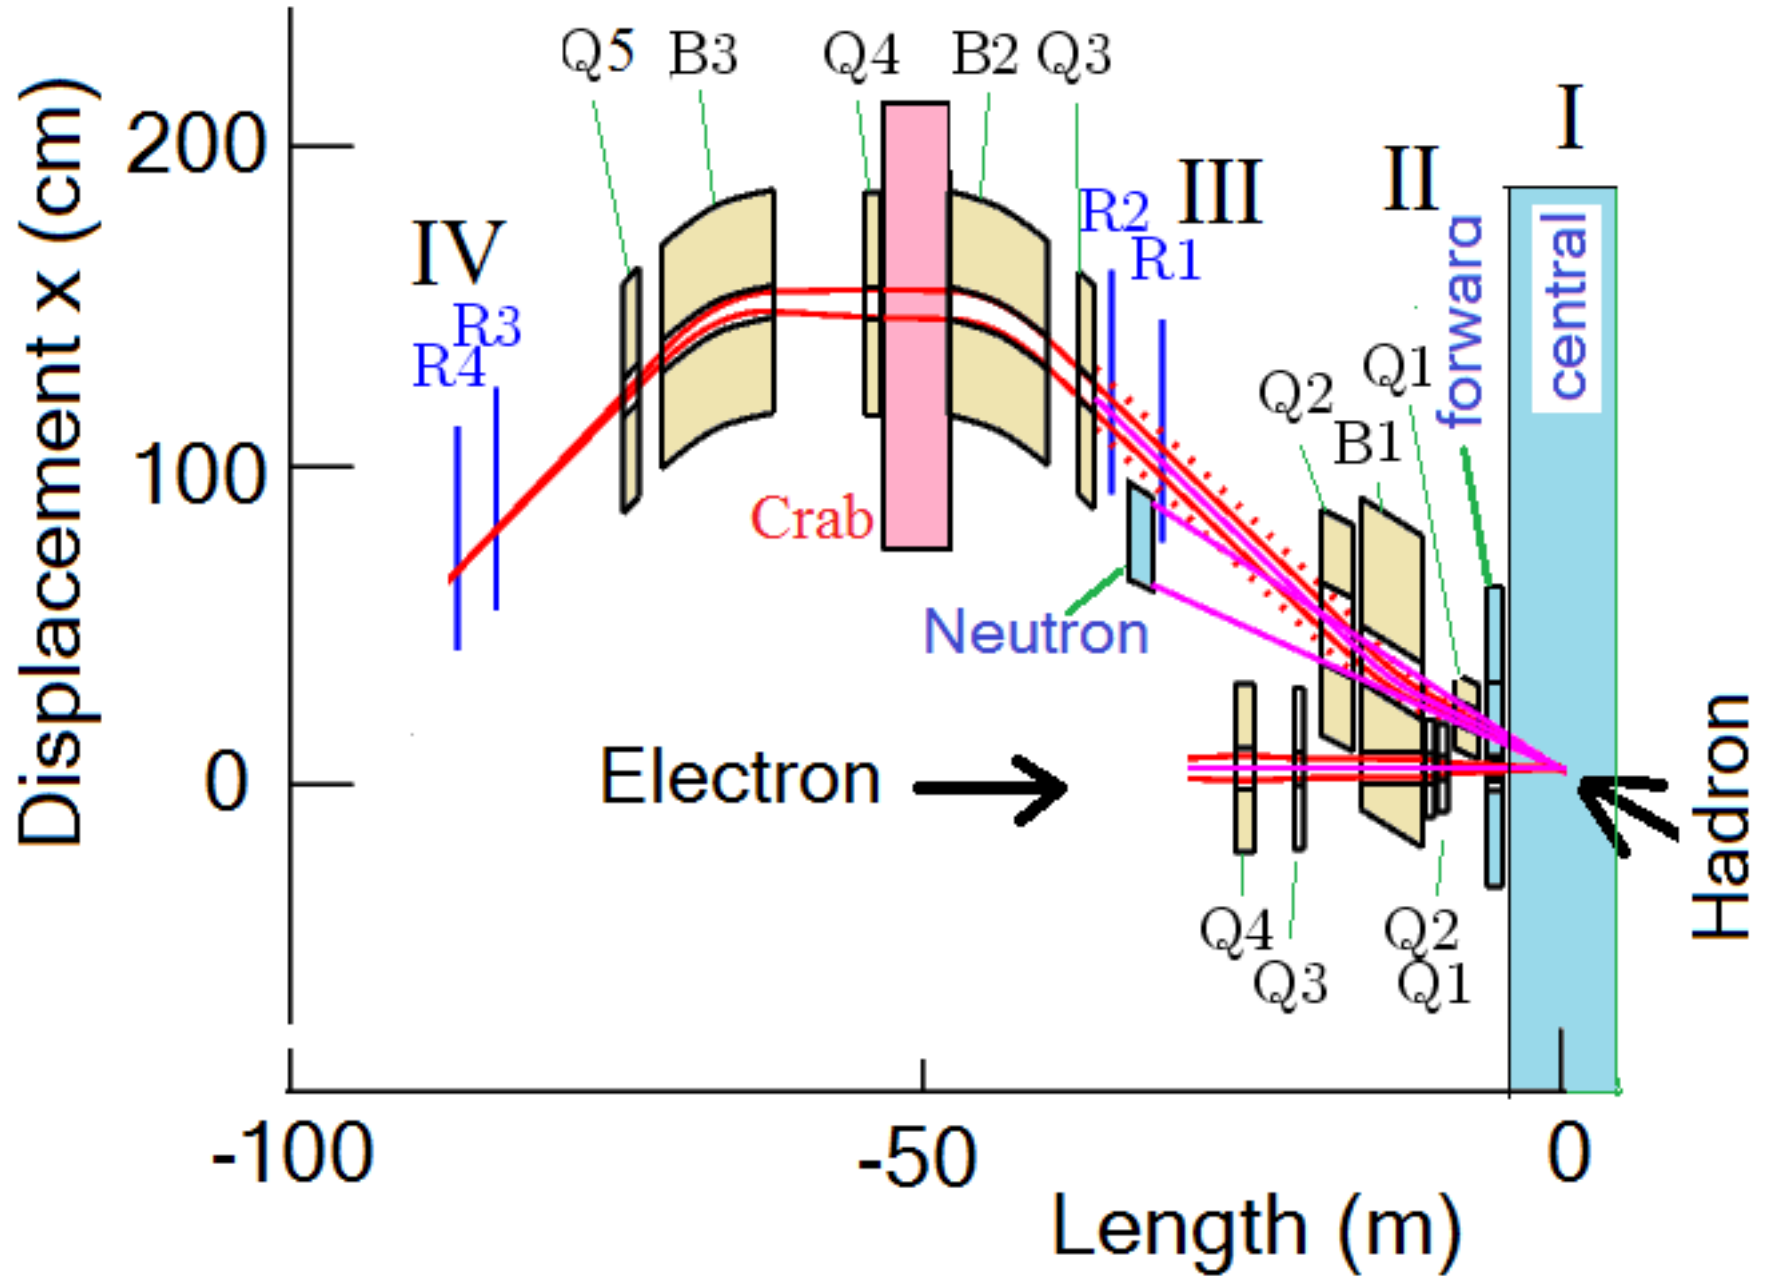 Q5 B3 Q4 B2 Q3
I
200
II
R2
III
IV
R1
R3
R4
forward
central
Q1
Q2
B1
100
Crab
Neutron
Electron
0
Hadron
Q4
Q2
Q3
Q1
Displacement x (cm)
-100
-50
0
Length (m)